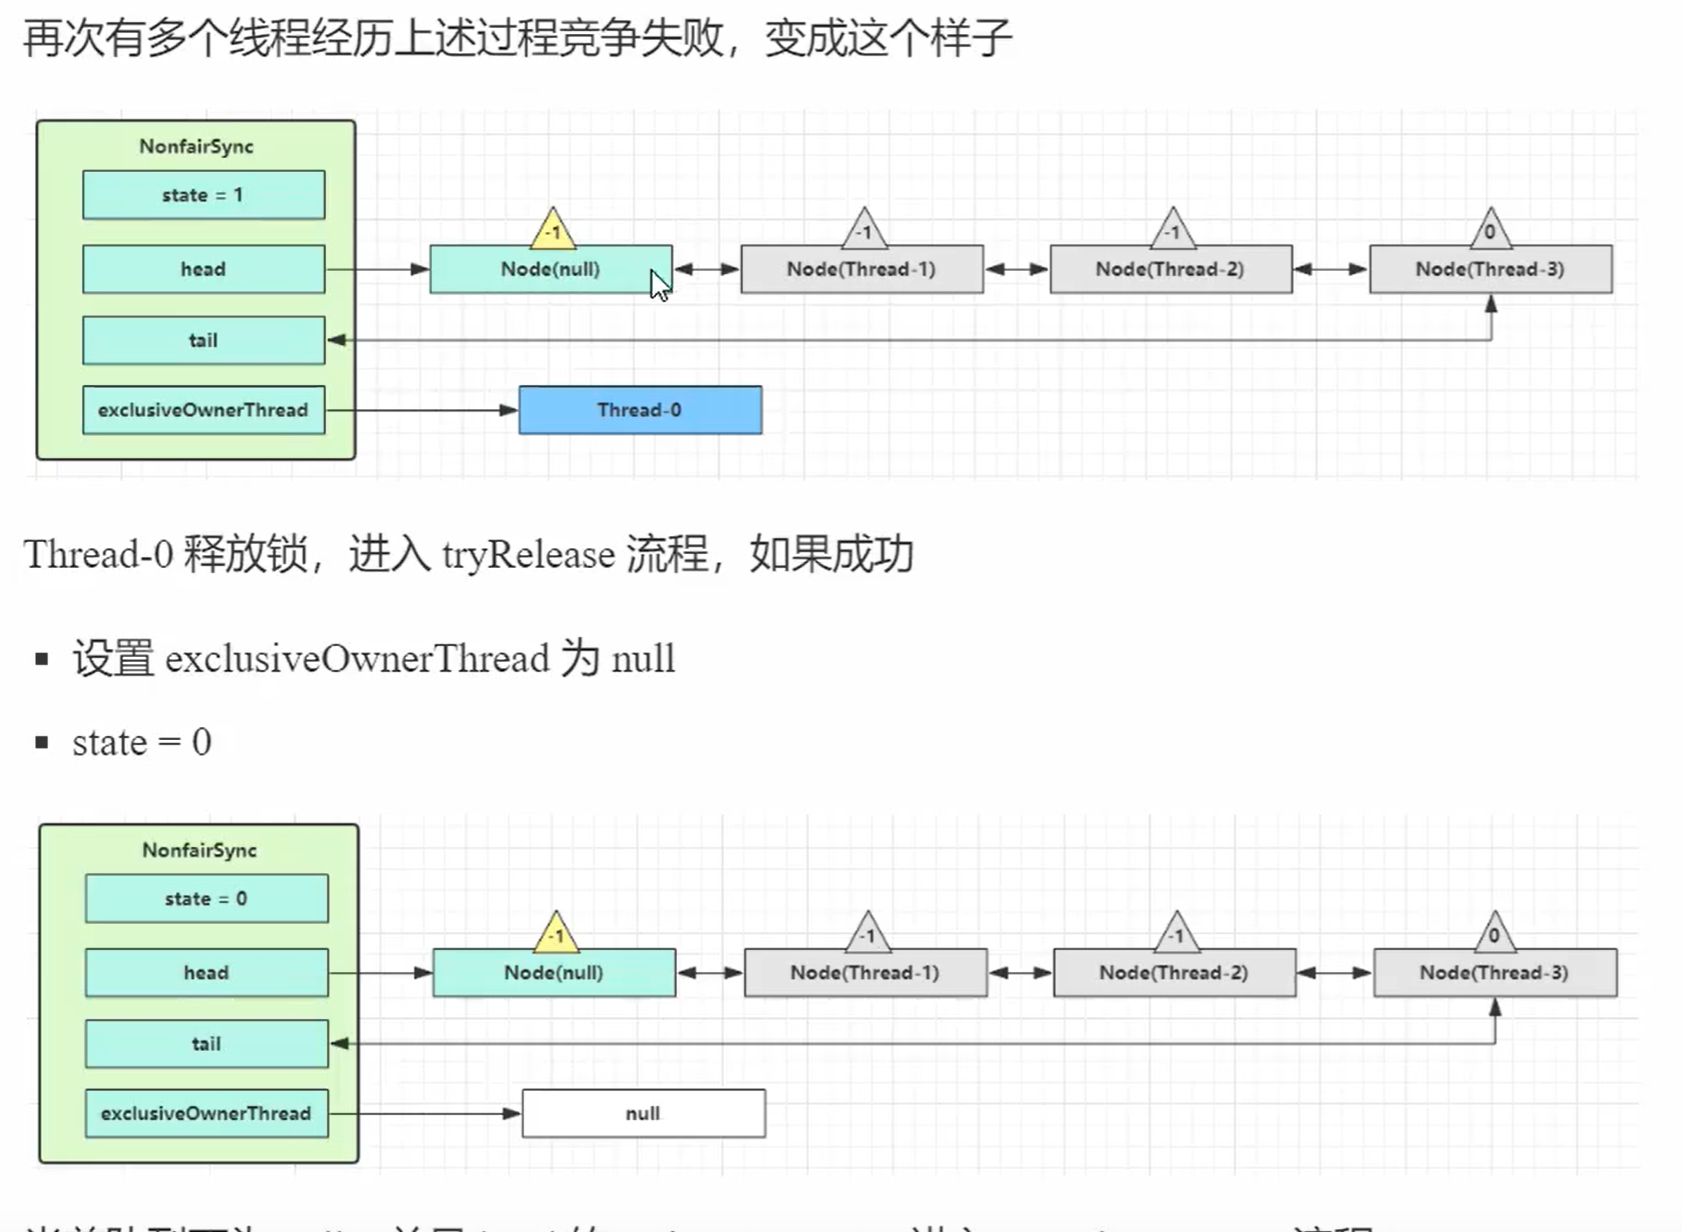 再次有多个线程经历上述过程竞争失败，变成这个样子
NonfairSync
state = 1
-1
-1
-1
0
head
Node(null)
Node(Thread-1)
Node(Thread-2)
Node(Thread-3)
tail
exclusiveOwnerThread
Thread-0
Thread-0 释放锁，进入 tryRelease 流程，如果成功
▪ 设置 exclusiveOwnerThread 为 null
▪ state = 0
NonfairSync
state = 0
-1
-1
-1
0
head
Node(null)
Node(Thread-1)
Node(Thread-2)
Node(Thread-3)
tail
exclusiveOwnerThread
null